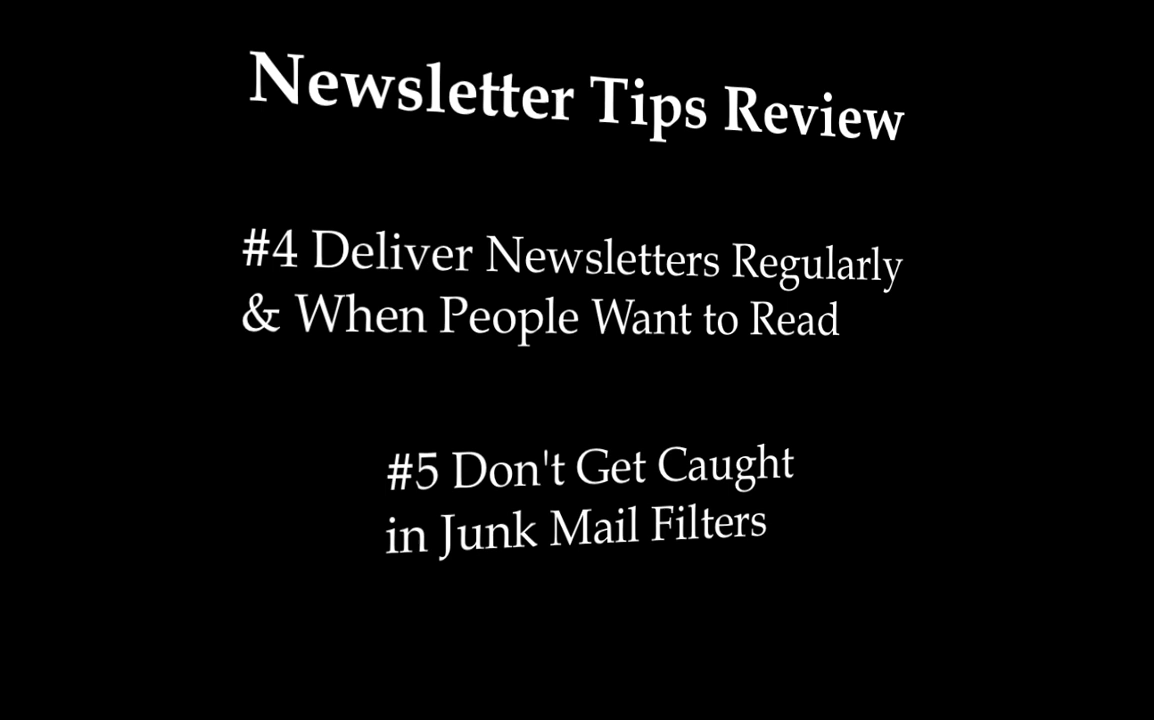 Newsletter Tips Review
#4 Deliver Newsletters Regularly
& When People Want to Read
#5 Don't Get Caught
in Junk Mail Filters